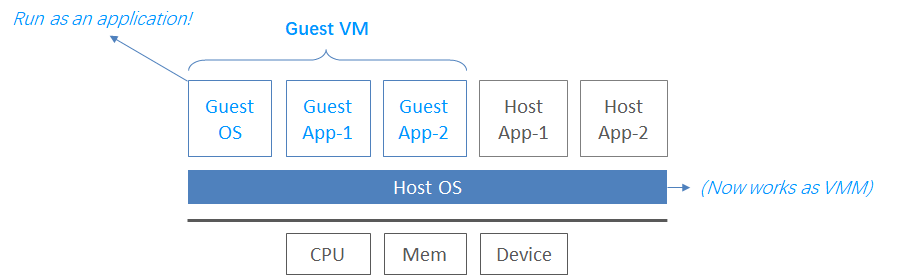 Run as an application!
Guest VM
Guest
OS
Guest
App-1
Guest
App-2
Host
App-1
Host
App-2
Host OS
(Now works as VMM)
CPU
Mem
Device